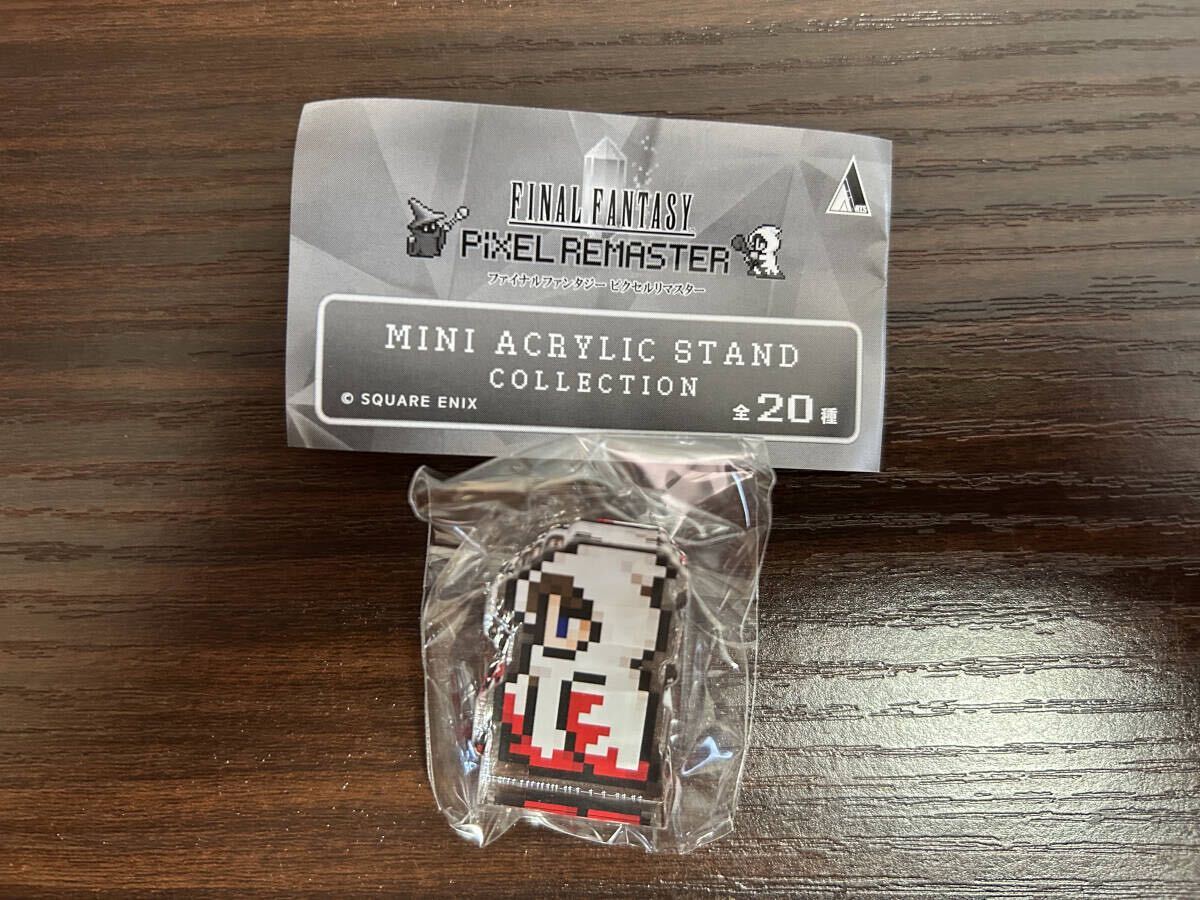 FINAL FANTASY
PIXEL REMASTER
ファイナルファンタジー ピクセルリマスター
MINI ACRYLIC STAND
COLLECTION
© SQUARE ENIX
全20種